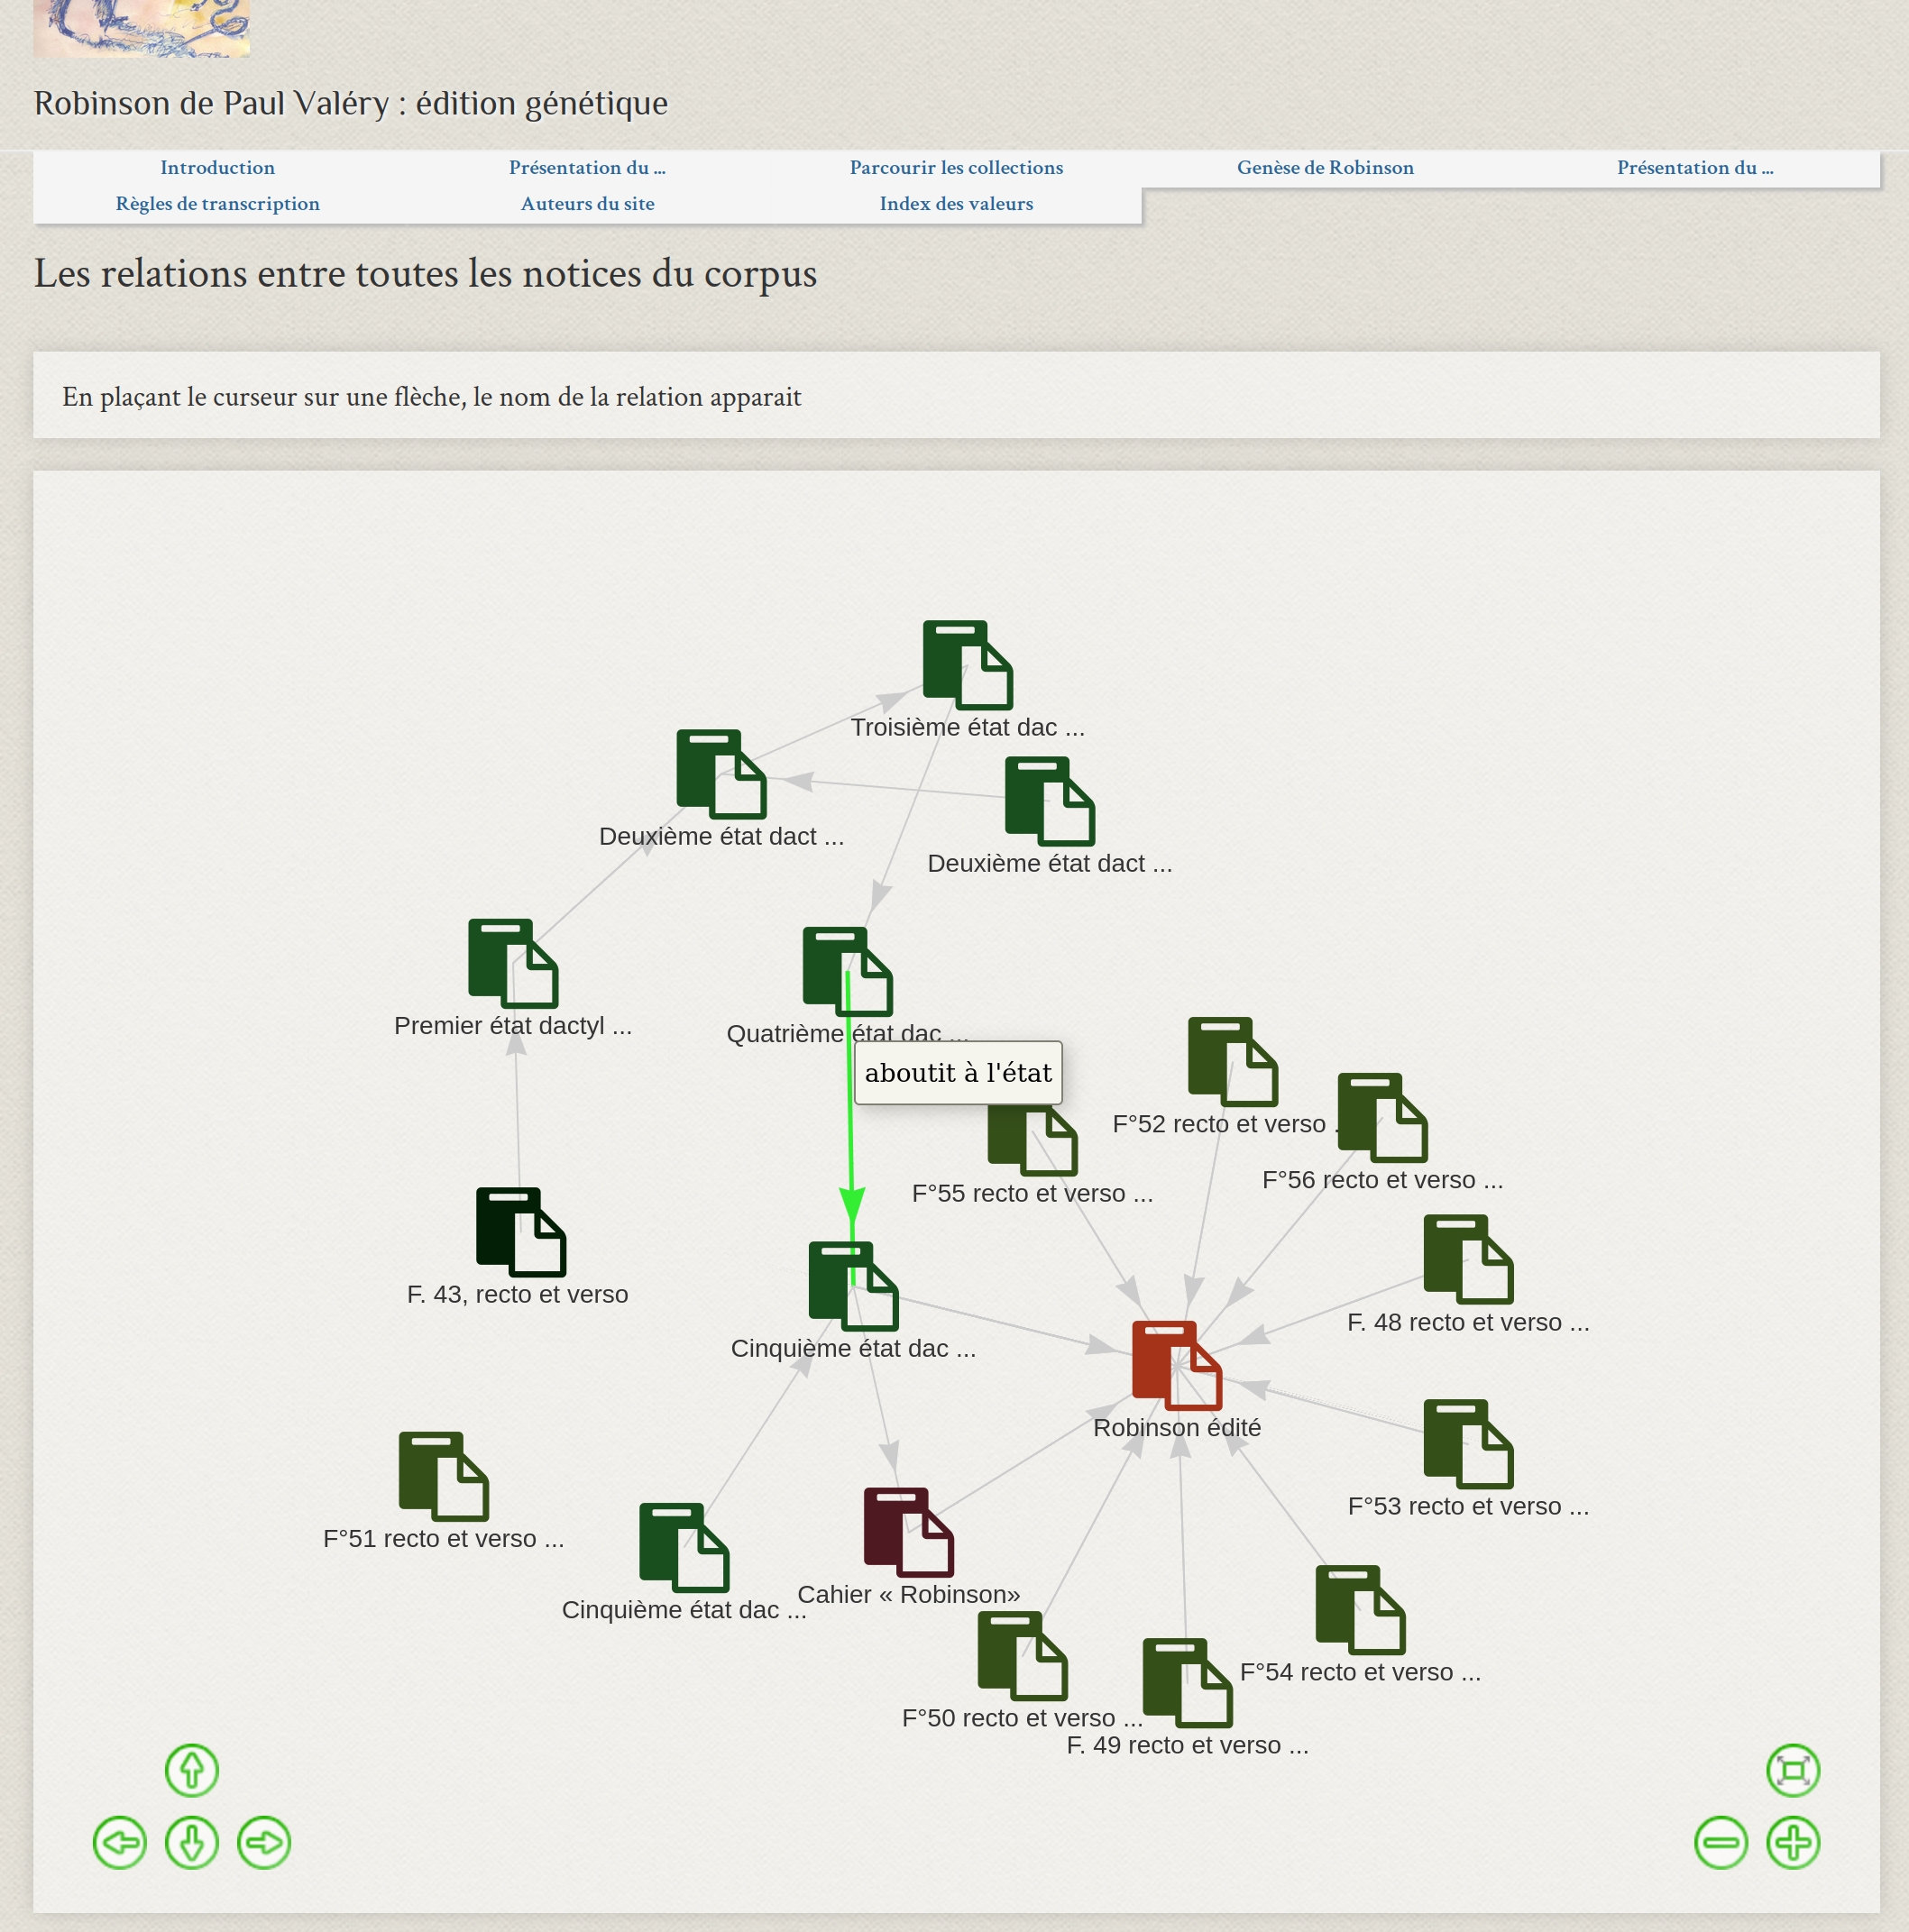 Robinson de Paul Valéry : édition génétique
Introduction
Présentation du ...
Parcourir les collections
Genèse de Robinson
Présentation du ...
Règles de transcription
Auteurs du site
Index des valeurs
Les relations entre toutes les notices du corpus
En plaçant le curseur sur une flèche, le nom de la relation apparait
Troisième état dac ...
Deuxième état dact ...
Deuxième état dact ...
Premier état dactyl ...
Quatrième état dac ...
aboutit à l'état
F°52 recto et verso .
F°56 recto et verso ...
F°55 recto et verso ...
F. 43, recto et verso
F. 48 recto et verso ...
Cinquième état dac ...
Robinson édité
F°53 recto et verso ...
F°51 recto et verso ...
Cinquième état dac ...
Cahier « Robinson»
F°54 recto et verso ...
F°50 recto et verso ...
F. 49 recto et verso ...